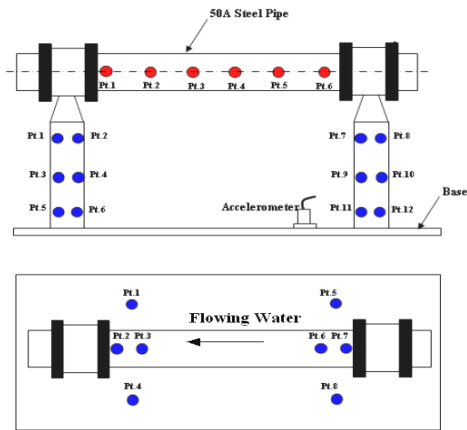 50A Steel Pipe
Pt.1 Pt.2 Pt.3 Pt.4 Pt.5 Pt.6
Pt.1 Pt.2 Pt.7 Pt.8
Pt.3 Pt.4 Pt.9 Pt.10
Base
Accelerometer
Pt.5 Pt.6 Pt.11 Pt.12
Pt.1 Pt.5
Flowing Water
Pt.2 Pt.3 Pt.6 Pt.7
Pt.4 Pt.8